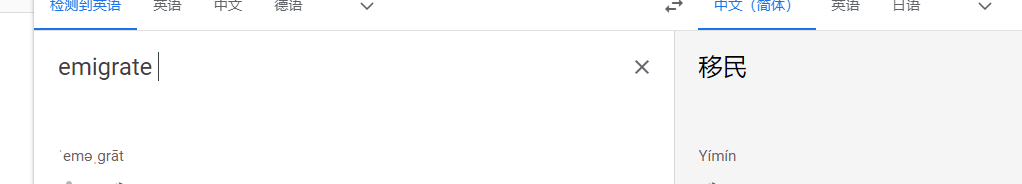 检测到英语 英语 中文 德语 中文（简体） 英语 日语
emigrate 移民
ˈeməˌgrāt Yímín